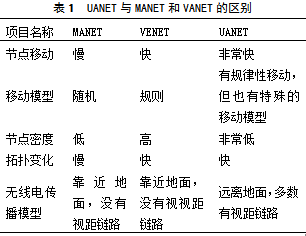 表 1 UANET 与 MANET 和 VANET 的区别
项目名称 MANET VENET UANET
节点移动 慢 快 非常快
移动模型 随机 规则 有规律性移动，
但也有特殊的
移动模型
节点密度 低 高 非常低
拓扑变化 慢 快 快
无线电传
播模型 靠近地
面，没有
视距链路 靠近地面，
没有视视距
链路 远离地面，多数
有视距链路